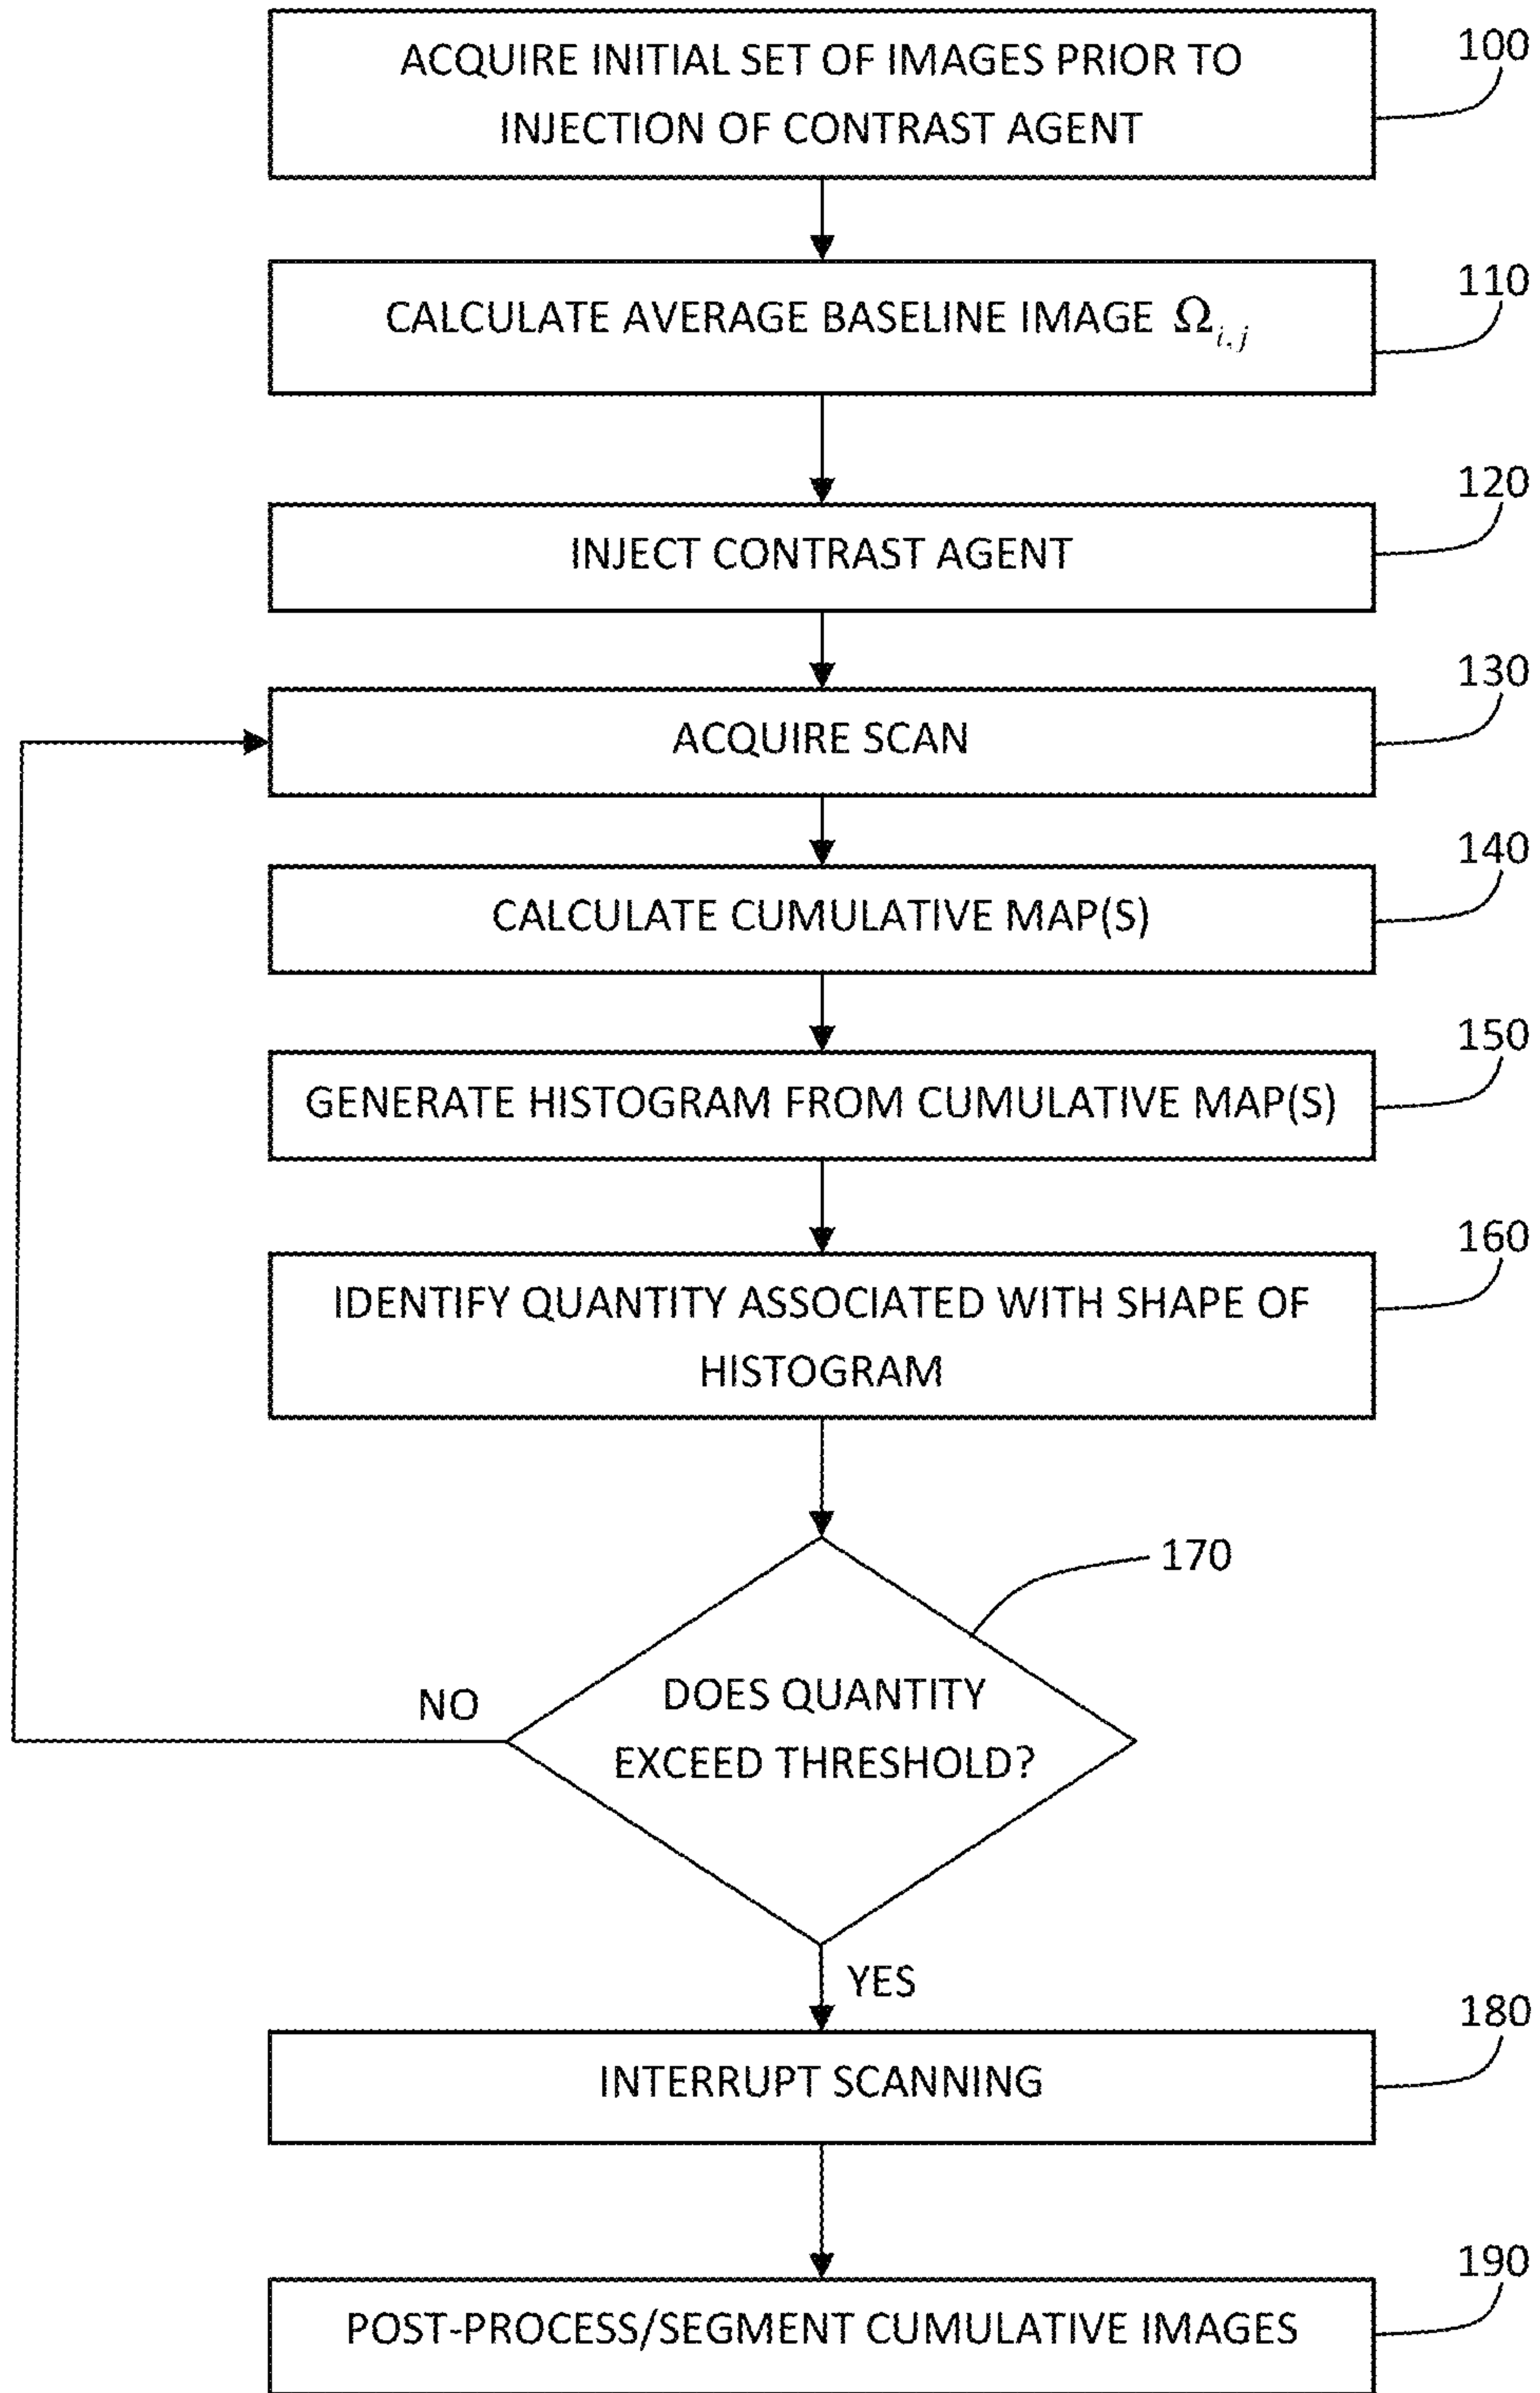 ACQUIRE INITIAL SET OF IMAGES PRIOR TO
INJECTION OF CONTRAST AGENT
100
CALCULATE AVERAGE BASELINE IMAGE Ω_{i,j}
110
INJECT CONTRAST AGENT
120
ACQUIRE SCAN
130
CALCULATE CUMULATIVE MAP(S)
140
GENERATE HISTOGRAM FROM CUMULATIVE MAP(S)
150
IDENTIFY QUANTITY ASSOCIATED WITH SHAPE OF
HISTOGRAM
160
170
NO
DOES QUANTITY
EXCEED THRESHOLD?
YES
INTERRUPT SCANNING
180
POST-PROCESS/SEGMENT CUMULATIVE IMAGES
190